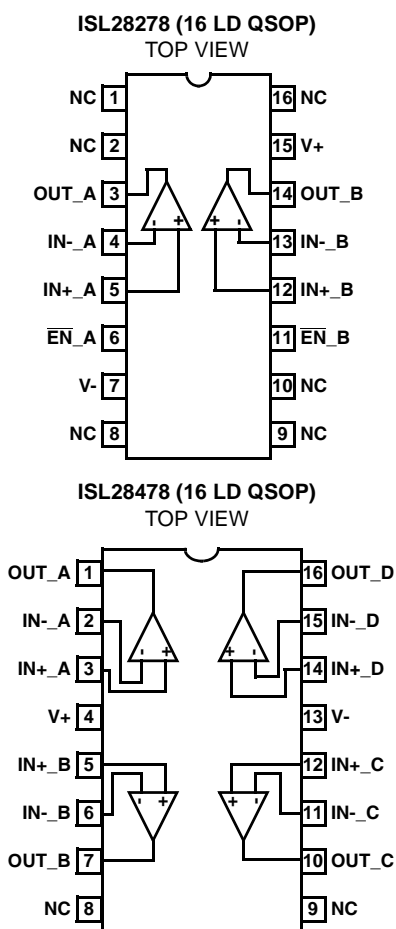 ISL28278 (16 LD QSOP)
TOP VIEW
NC 1 16 NC
NC 2 15 V+
OUT_A 3 14 OUT_B
IN-_A 4 - + + - 13 IN-_B
IN+_A 5 12 IN+_B
E̅N̅_A 6 11 E̅N̅_B
V- 7 10 NC
NC 8 9 NC
ISL28478 (16 LD QSOP)
TOP VIEW
OUT_A 1 16 OUT_D
IN-_A 2 15 IN-_D
- + + -
IN+_A 3 14 IN+_D
V+ 4 13 V-
IN+_B 5 12 IN+_C
- + + -
IN-_B 6 11 IN-_C
OUT_B 7 10 OUT_C
NC 8 9 NC